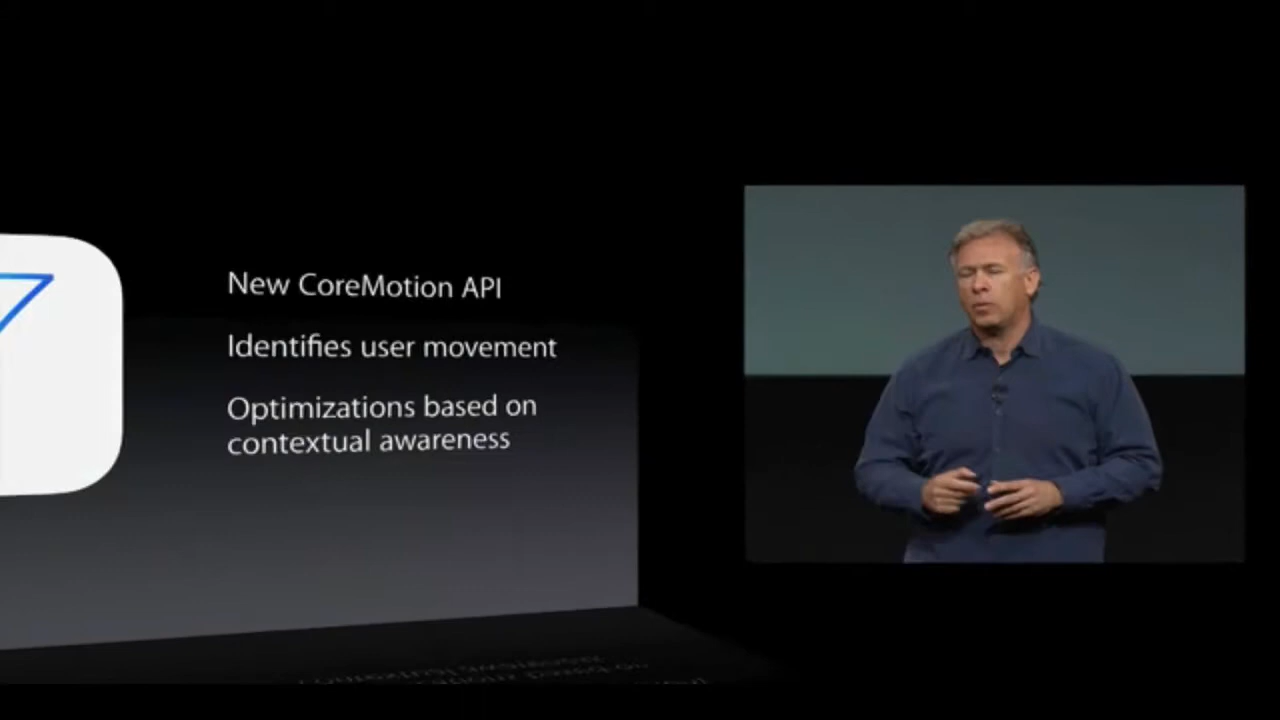 New CoreMotion API
Identifies user movement
Optimizations based on
contextual awareness